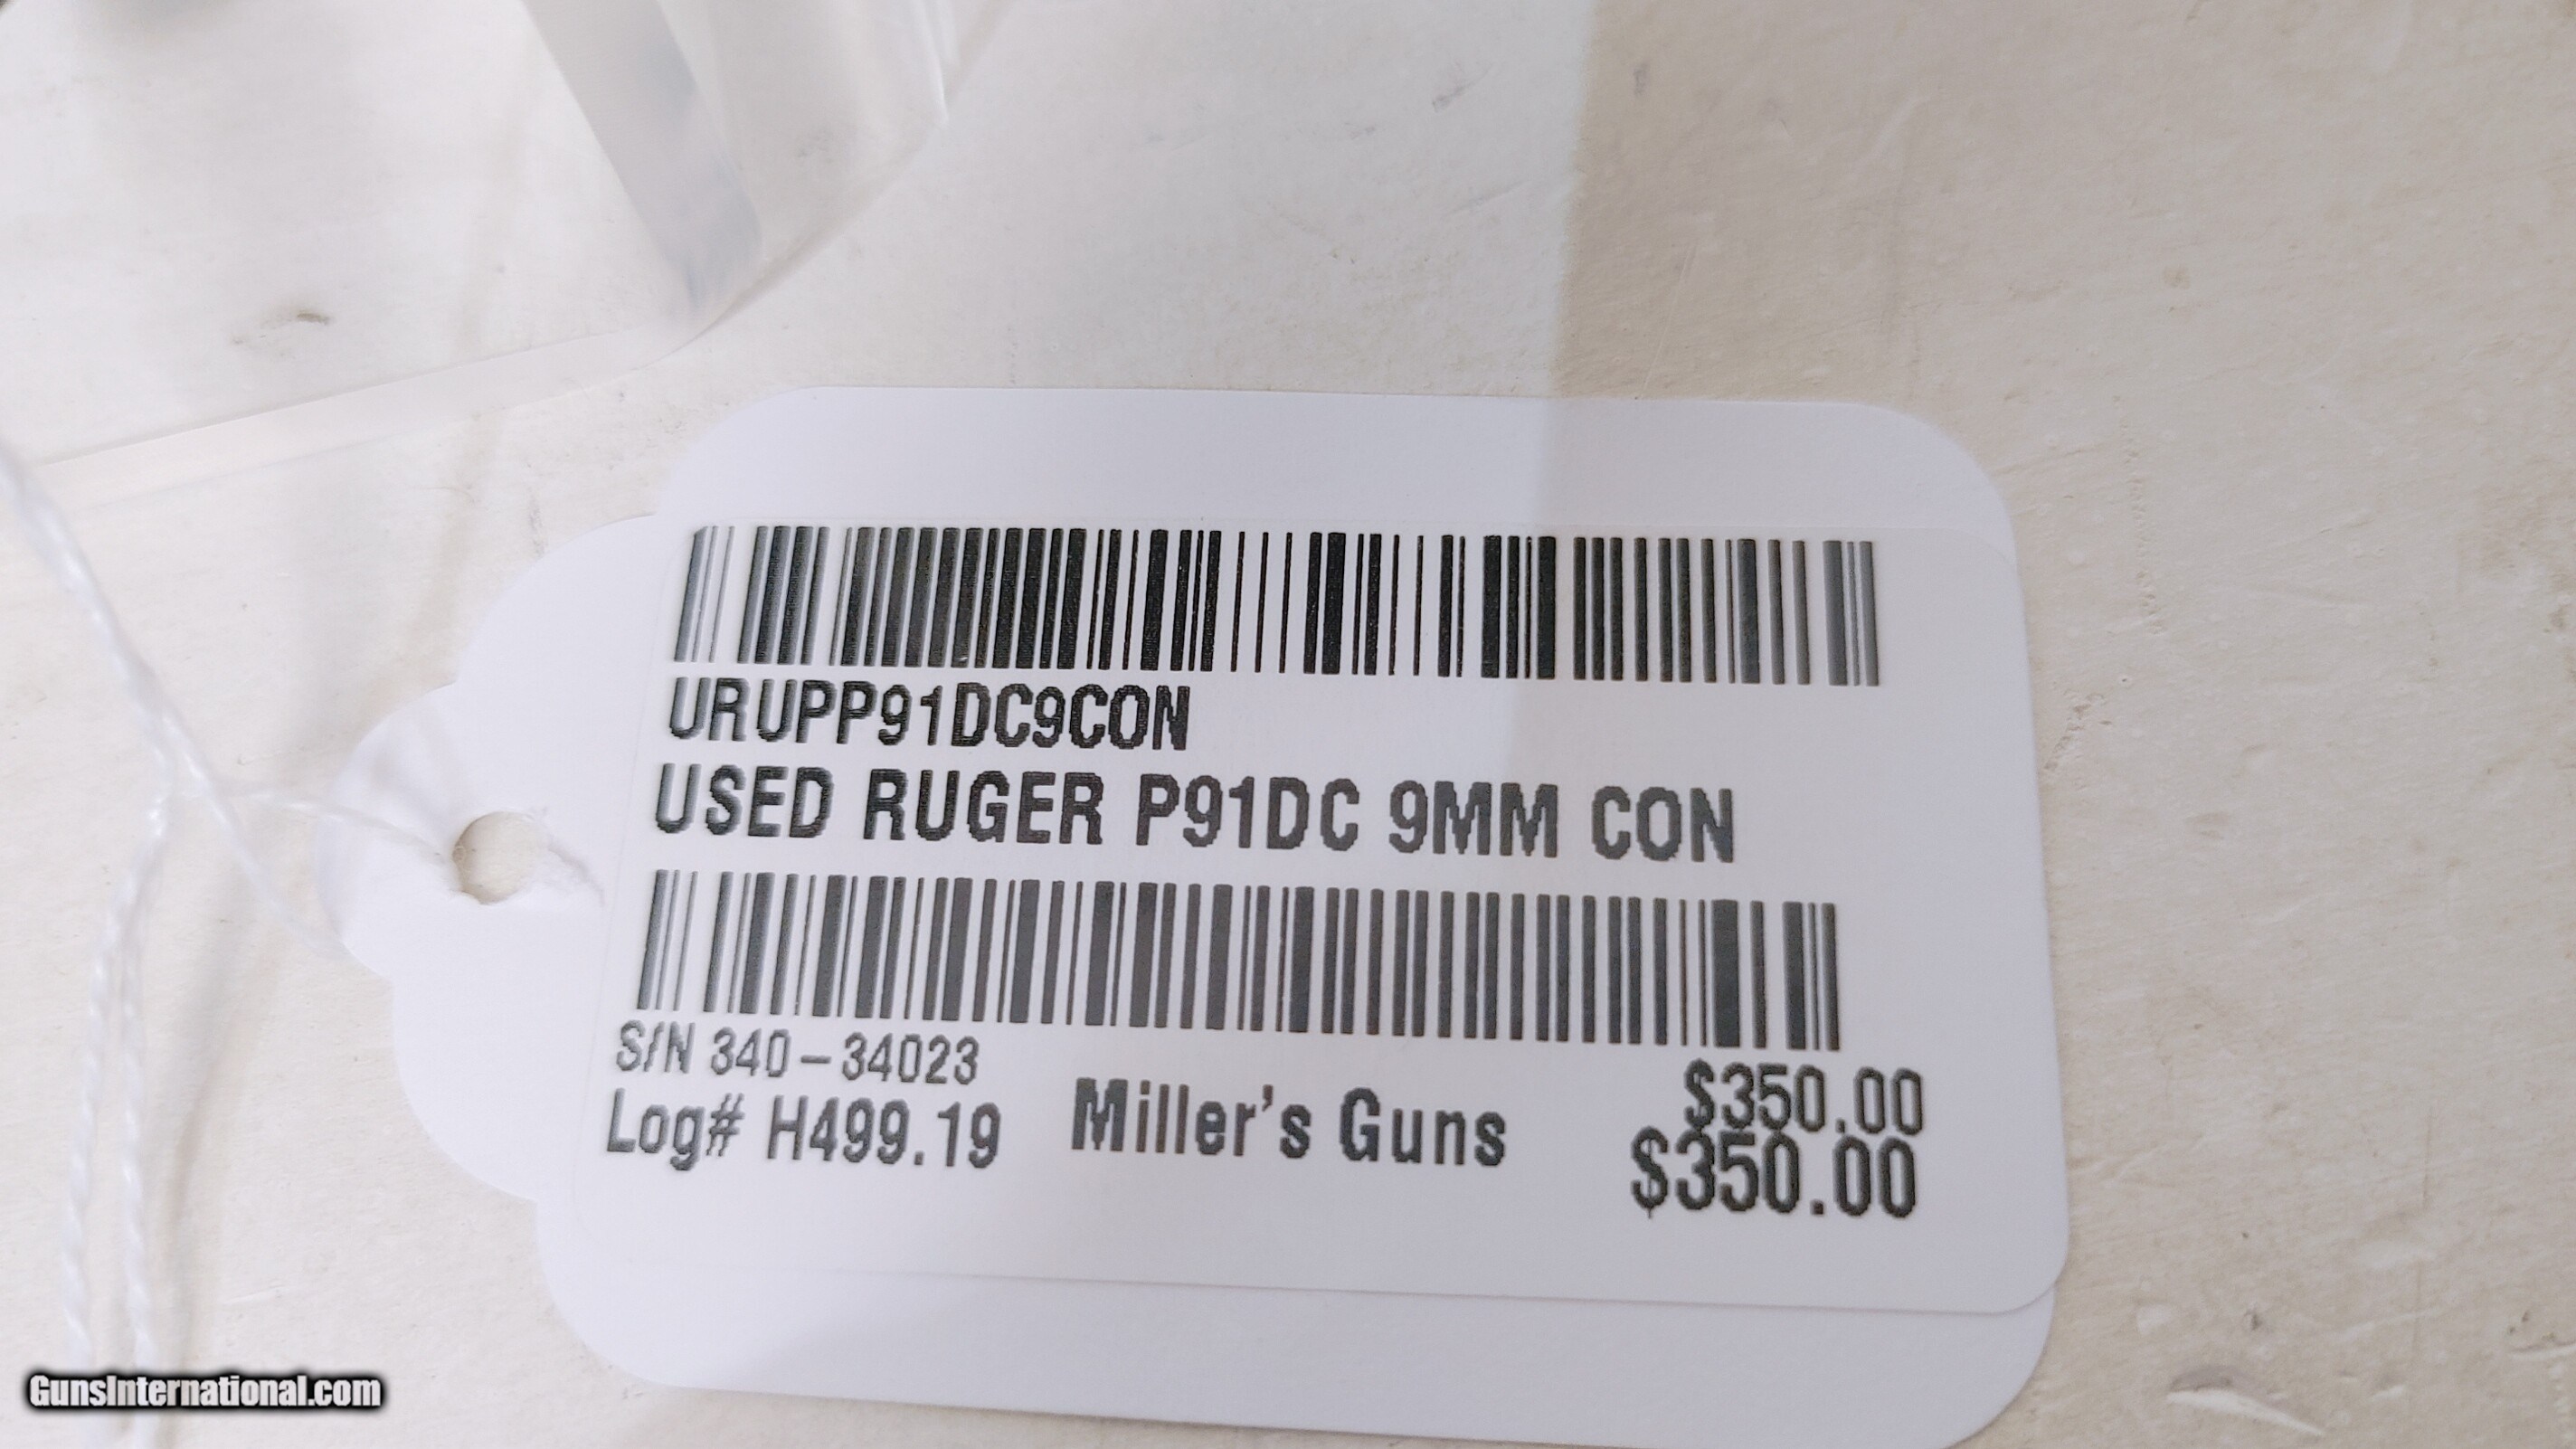 URUPP91DC9CON
USED RUGER P91DC 9MM CON
S/N 340-34023
$350.00
Log# H499.19 Miller's Guns
$350.00
GunsInternational.com